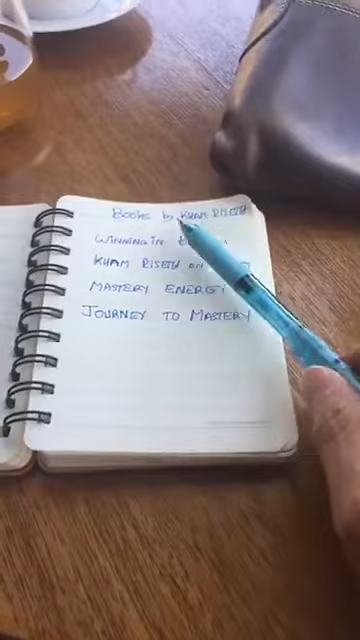 Books by KHAM RISETH
WINNING IN
KHAM RISETH ON
MASTERY ENERGY
JOURNEY TO MASTERY